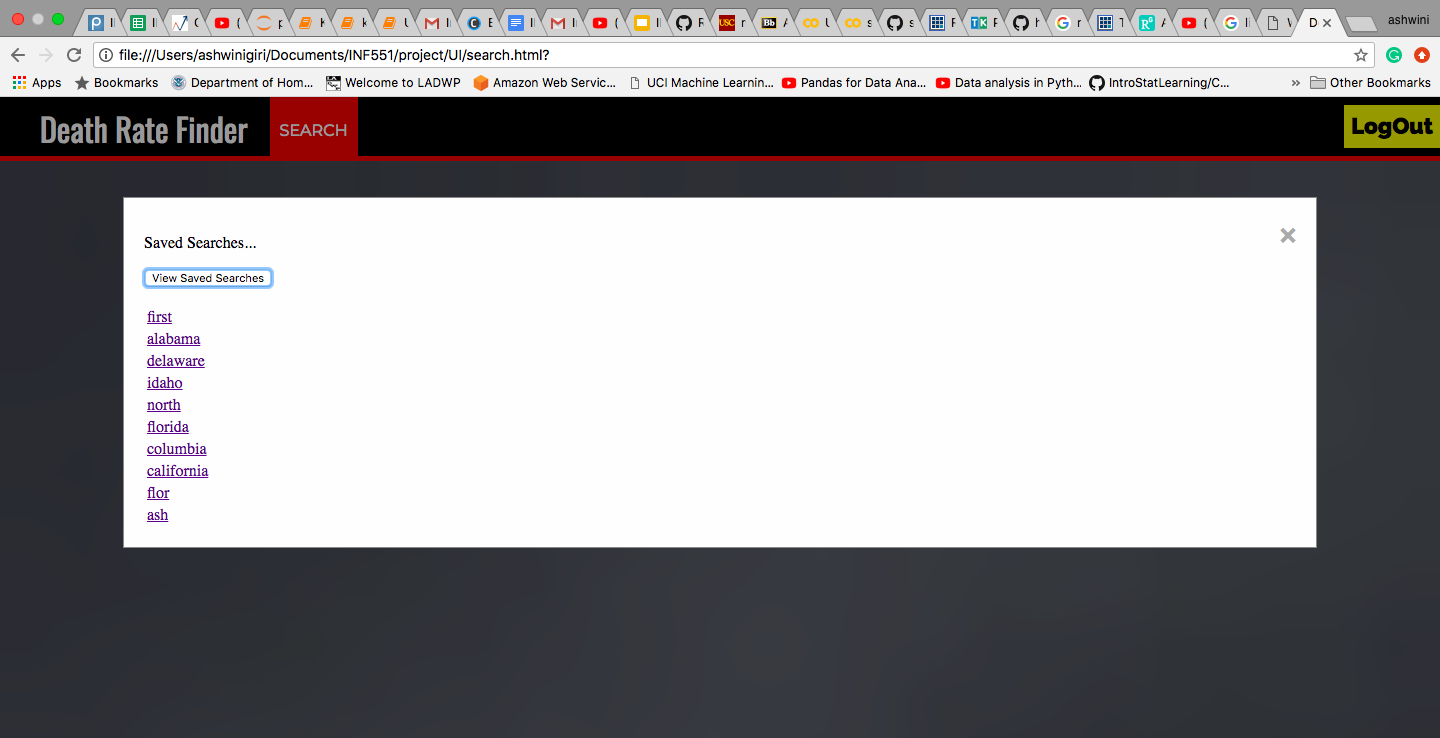 ashwini
file:///Users/ashwinigiri/Documents/INF551/project/UI/search.html?
Apps Bookmarks Department of Hom... Welcome to LADWP Amazon Web Servic... UCI Machine Learnin... Pandas for Data Ana... Data analysis in Pyth... IntroStatLearning/C... » Other Bookmarks
Death Rate Finder SEARCH LogOut
Saved Searches...
View Saved Searches
first
alabama
delaware
idaho
north
florida
columbia
california
flor
ash